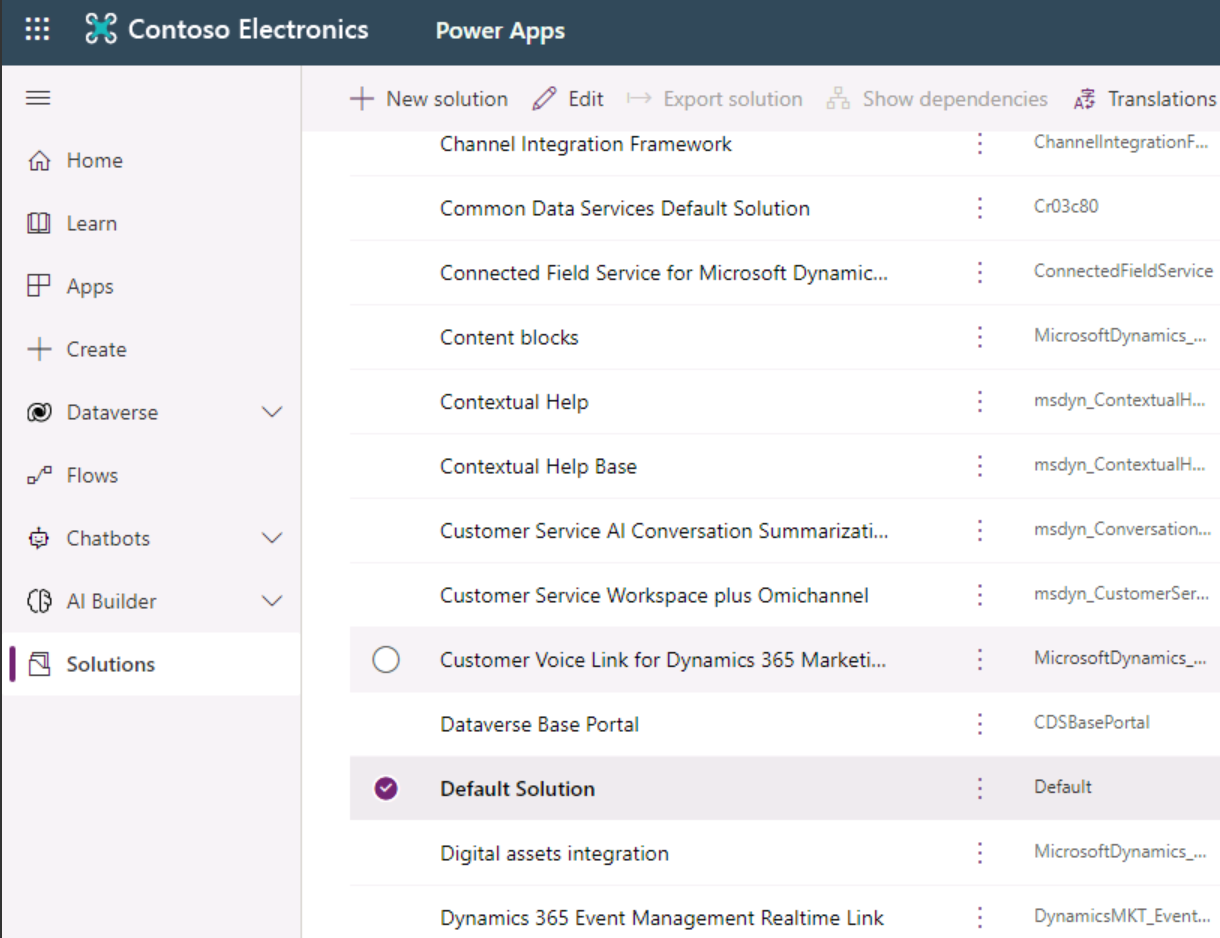 Contoso Electronics Power Apps
New solution Edit Export solution Show dependencies Translations
Home
Learn
Apps
Create
Dataverse
Flows
Chatbots
AI Builder
Solutions
Channel Integration Framework ChannelIntegrationF...
Common Data Services Default Solution Cr03c80
Connected Field Service for Microsoft Dynamic... ConnectedFieldService
Content blocks MicrosoftDynamics_...
Contextual Help msdyn_ContextualH...
Contextual Help Base msdyn_ContextualH...
Customer Service AI Conversation Summarizati... msdyn_Conversation...
Customer Service Workspace plus Omichannel msdyn_CustomerSer...
Customer Voice Link for Dynamics 365 Marketi... MicrosoftDynamics_...
Dataverse Base Portal CDSBasePortal
Default Solution Default
Digital assets integration MicrosoftDynamics_...
Dynamics 365 Event Management Realtime Link DynamicsMKT_Event...